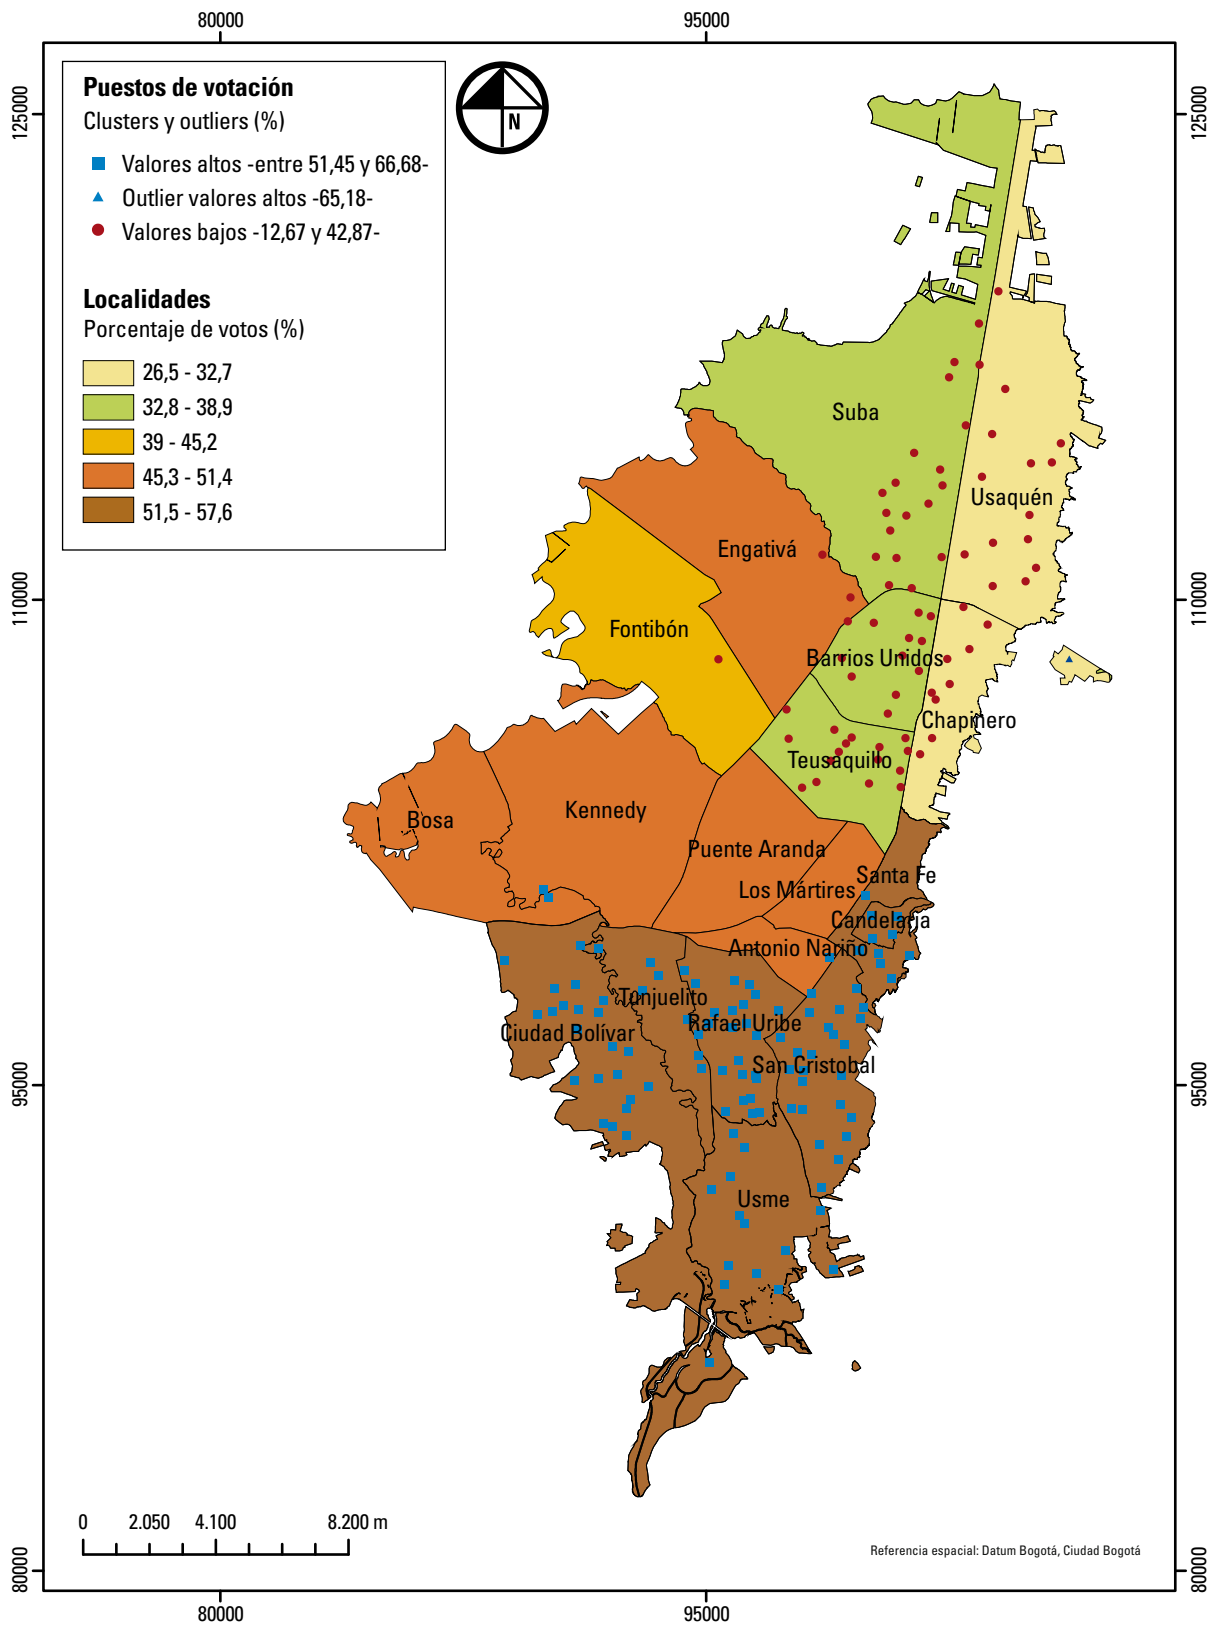 80000
95000
125000
125000
Puestos de votación
Clusters y outliers (%)
Valores altos -entre 51,45 y 66,68-
Outlier valores altos -65,18-
Valores bajos -12,67 y 42,87-
Localidades
Porcentaje de votos (%)
26,5 - 32,7
32,8 - 38,9
39 - 45,2
45,3 - 51,4
51,5 - 57,6
N
Suba
Usaquén
Engativá
110000
110000
Fontibón
Barrios Unidos
Chapinero
Teusaquillo
Kennedy
Bosa
Puente Aranda
Santa Fe
Los Mártires
Candelaria
Antonio Nariño
Tunjuelito
Rafael Uribe
Ciudad Bolívar
San Cristobal
95000
95000
Usme
0 2.050 4.100 8.200 m
Referencia espacial: Datum Bogotá, Ciudad Bogotá
80000
80000
80000
95000